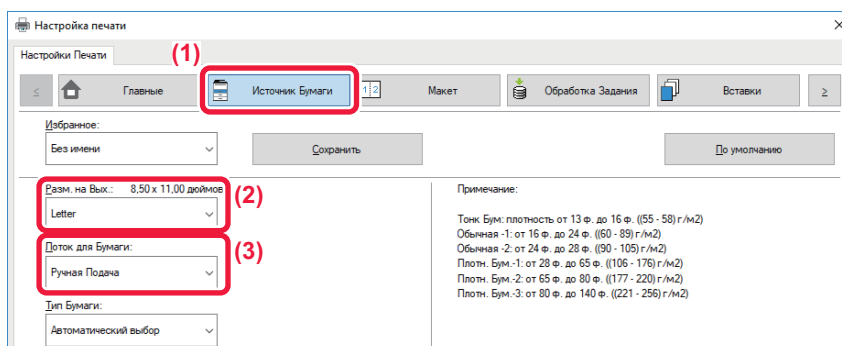 Настройка печати
Настройки Печати
(1)
≤ Главные Источник Бумаги 1 2 Макет Обработка Задания Вставки ≥
Избранное:
Без имени Сохранить По умолчанию
Разм. на Вых.: 8,50 x 11,00 дюймов
(2)
Letter
Лоток для Бумаги:
(3)
Ручная Подача
Тип Бумаги:
Автоматический выбор
Примечание:
Тонк Бум: плотность от 13 ф. до 16 ф. ((55 - 58) г/м2)
Обычная -1: от 16 ф. до 24 ф. ((60 - 89) г/м2)
Обычная -2: от 24 ф. до 28 ф. ((90 - 105) г/м2)
Плотн. Бум.-1: от 28 ф. до 65 ф. ((106 - 176) г/м2)
Плотн. Бум.-2: от 65 ф. до 80 ф. ((177 - 220) г/м2)
Плотн. Бум.-3: от 80 ф. до 140 ф. ((221 - 256) г/м2)